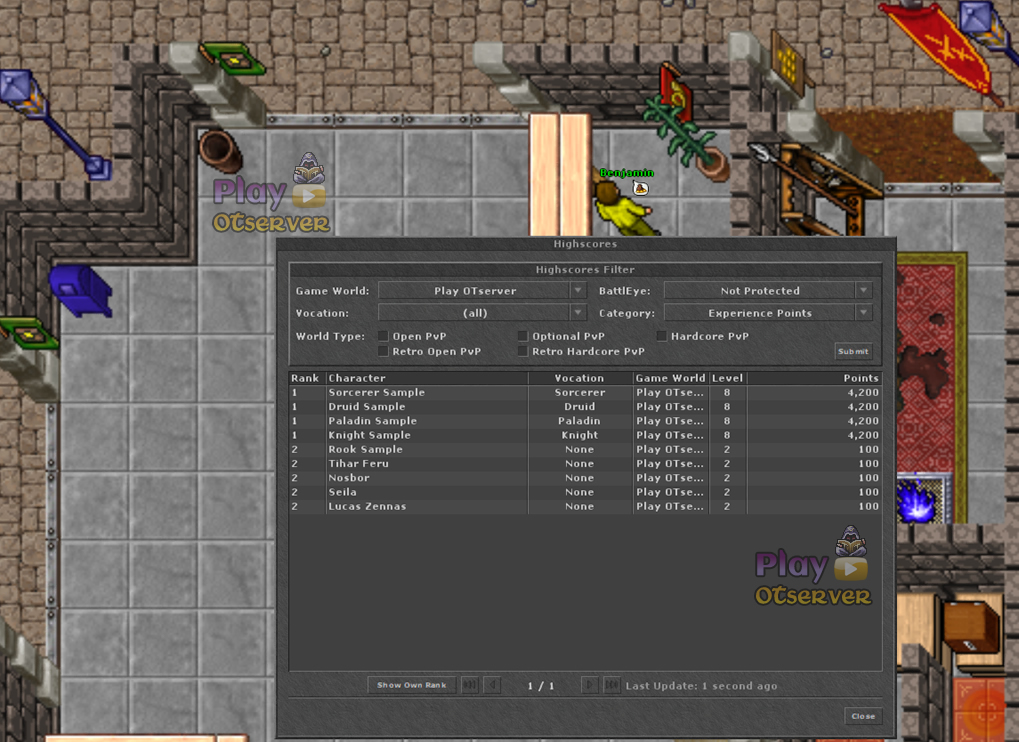 Benjamin
Play
OTSERVER
Highscores
Highscores Filter
Game World: Play OTserver BattlEye: Not Protected
Vocation: (all) Category: Experience Points
World Type: Open PvP Optional PvP Hardcore PvP
Retro Open PvP Retro Hardcore PvP Submit
Rank Character Vocation Game World Level Points
1 Sorcerer Sample Sorcerer Play OTse... 8 4,200
1 Druid Sample Druid Play OTse... 8 4,200
1 Paladin Sample Paladin Play OTse... 8 4,200
1 Knight Sample Knight Play OTse... 8 4,200
2 Rook Sample None Play OTse... 2 100
2 Tihar Feru None Play OTse... 2 100
2 Nosbor None Play OTse... 2 100
2 Seila None Play OTse... 2 100
2 Lucas Zennas None Play OTse... 2 100
Play
OTSERVER
Show Own Rank 1 / 1 Last Update: 1 second ago
Close